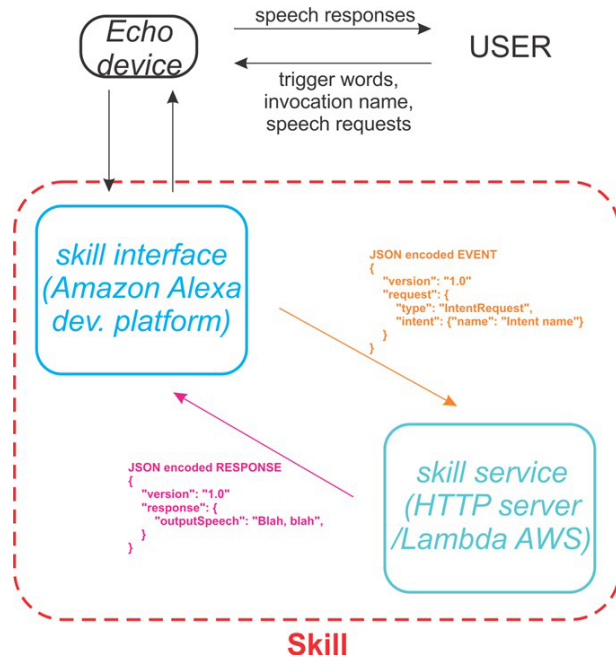 Echo
device
speech responses
USER
trigger words,
invocation name,
speech requests
skill interface
(Amazon Alexa
dev. platform)
JSON encoded EVENT
{
"version": "1.0"
"request": {
"type": "IntentRequest",
"intent": {"name": "Intent name"}
}
}
JSON encoded RESPONSE
{
"version": "1.0"
"response": {
"outputSpeech": "Blah, blah",
}
}
skill service
(HTTP server
/Lambda AWS)
Skill